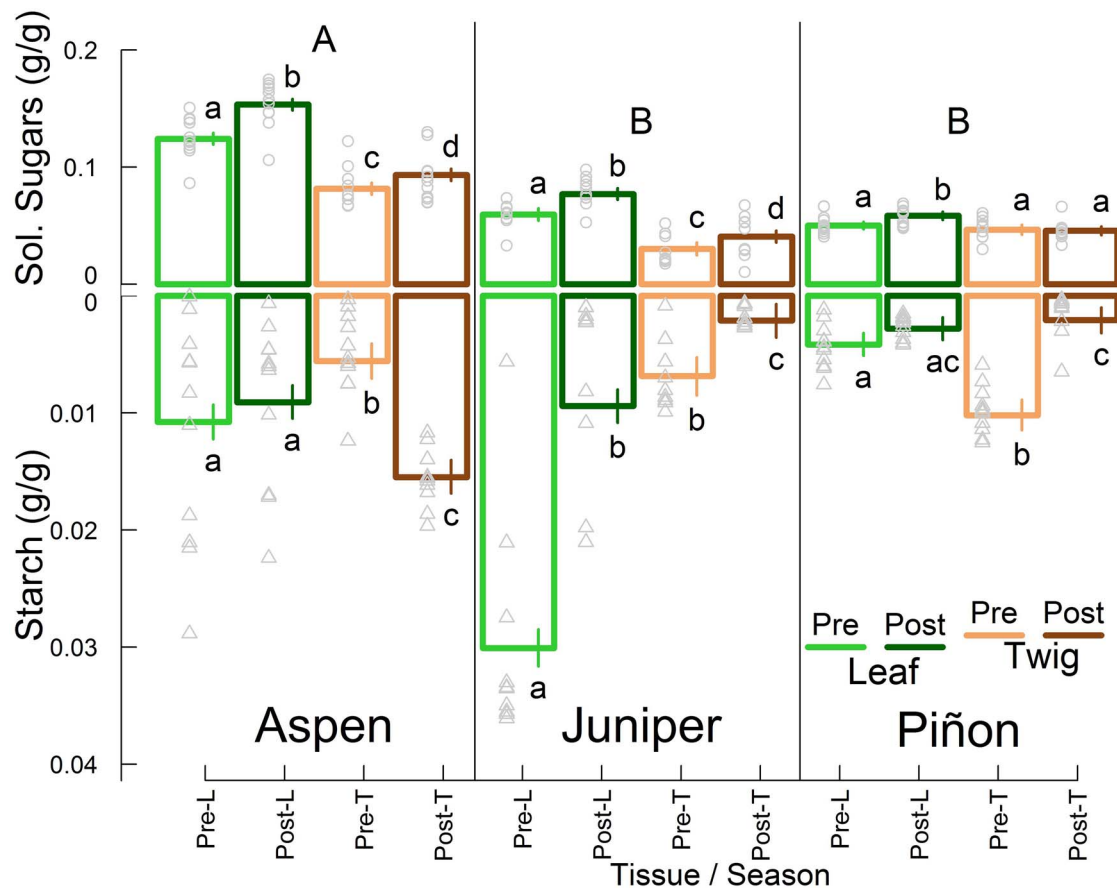 Sol. Sugars (g/g)
0.2
0.1
0
A
B
B
a
b
c
d
a
b
c
d
a
b
a
a
Starch (g/g)
0
0.01
0.02
0.03
0.04
a
a
b
c
a
b
b
c
a
ac
b
c
Pre
Post
Pre
Post
Leaf
Twig
Aspen
Juniper
Piñon
Pre-L
Post-L
Pre-T
Post-T
Pre-L
Post-L
Pre-T
Post-T
Pre-L
Post-L
Pre-T
Post-T
Tissue / Season